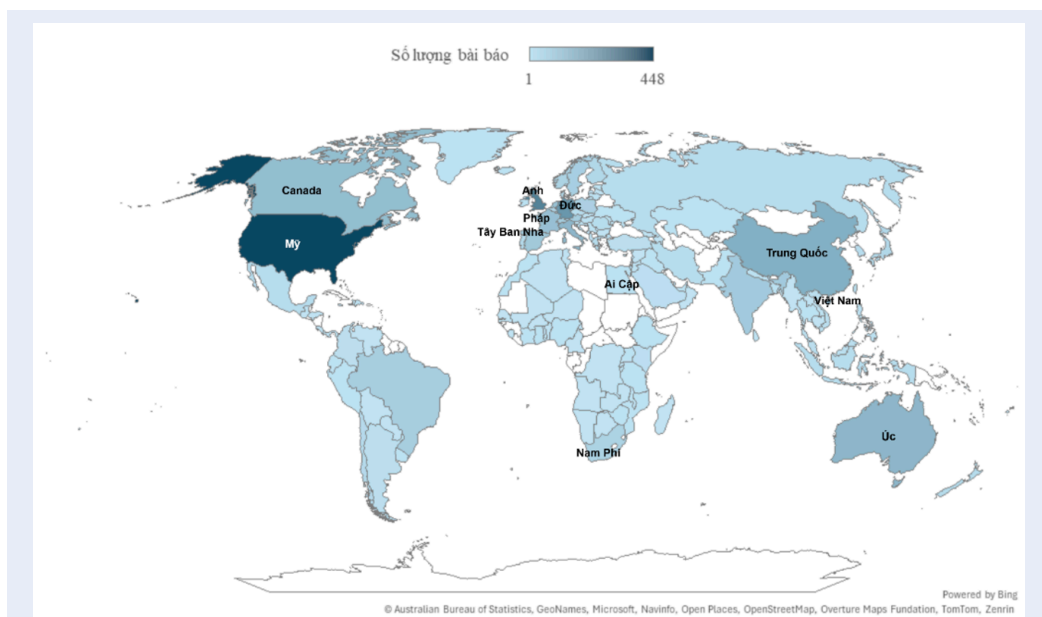 Số lượng bài báo
1 448
Canada
Anh
Đức
Pháp
Tây Ban Nha
Mỹ
Trung Quốc
Ai Cập
Việt Nam
Úc
Nam Phi
Powered by Bing
© Australian Bureau of Statistics, GeoNames, Microsoft, Navinfo, Open Places, OpenStreetMap, Overture Maps Fundation, TomTom, Zenrin